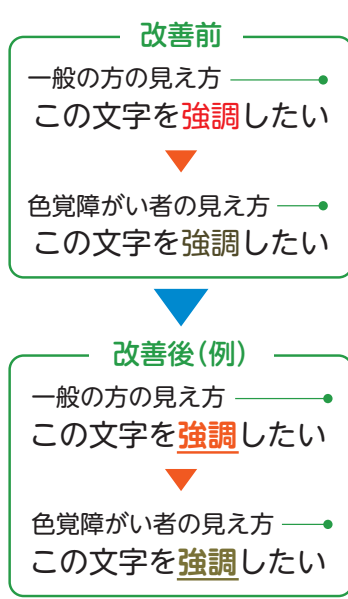 改善前
一般の方の見え方
この文字を強調したい
色覚障がい者の見え方
この文字を強調したい
改善後（例）
一般の方の見え方
この文字を強調したい
色覚障がい者の見え方
この文字を強調したい